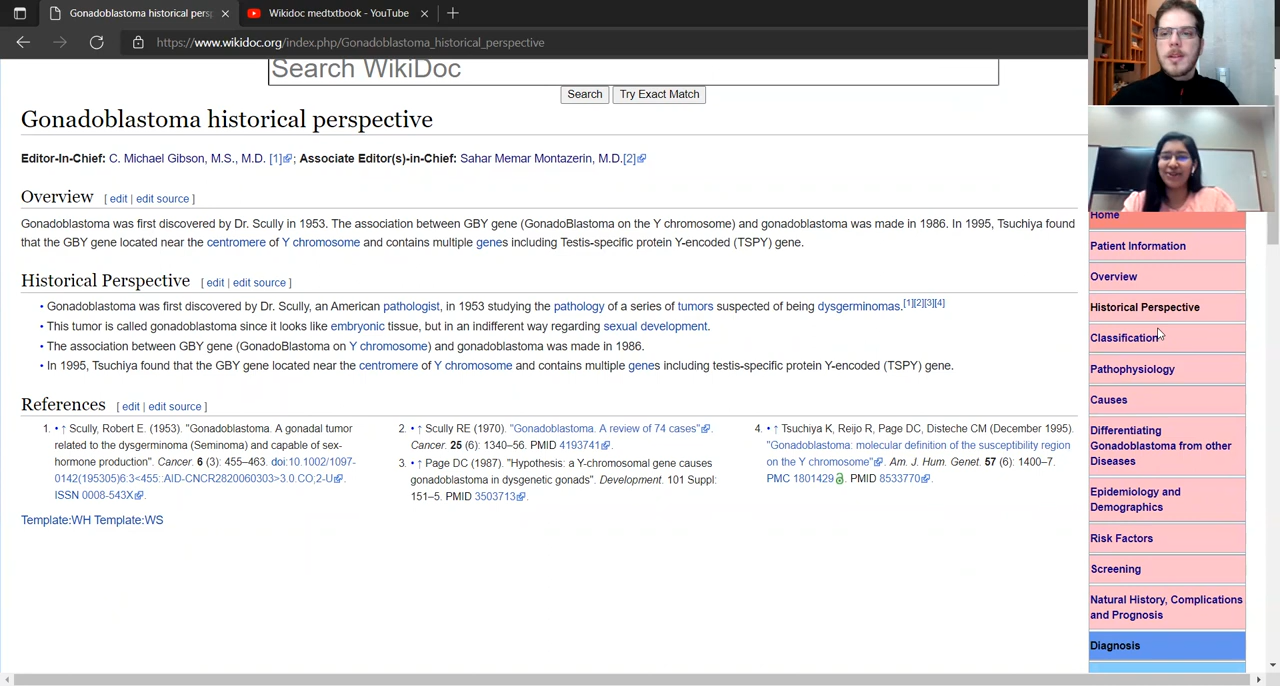 Gonadoblastoma historical pers
Wikidoc medtxtbook - YouTube
https://www.wikidoc.org/index.php/Gonadoblastoma_historical_perspective
Search WikiDoc
Search Try Exact Match
Gonadoblastoma historical perspective
Editor-In-Chief: C. Michael Gibson, M.S., M.D. [1]; Associate Editor(s)-in-Chief: Sahar Memar Montazerin, M.D.[2]
Overview [ edit | edit source ]
Gonadoblastoma was first discovered by Dr. Scully in 1953. The association between GBY gene (GonadoBlastoma on the Y chromosome) and gonadoblastoma was made in 1986. In 1995, Tsuchiya found
that the GBY gene located near the centromere of Y chromosome and contains multiple genes including Testis-specific protein Y-encoded (TSPY) gene.
Historical Perspective [ edit | edit source ]
• Gonadoblastoma was first discovered by Dr. Scully, an American pathologist, in 1953 studying the pathology of a series of tumors suspected of being dysgerminomas.[1][2][3][4]
• This tumor is called gonadoblastoma since it looks like embryonic tissue, but in an indifferent way regarding sexual development.
• The association between GBY gene (GonadoBlastoma on Y chromosome) and gonadoblastoma was made in 1986.
• In 1995, Tsuchiya found that the GBY gene located near the centromere of Y chromosome and contains multiple genes including testis-specific protein Y-encoded (TSPY) gene.
References [ edit | edit source ]
1. • ↑ Scully, Robert E. (1953). "Gonadoblastoma. A gonadal tumor
related to the dysgerminoma (Seminoma) and capable of sex-
hormone production". Cancer. 6 (3): 455–463. doi:10.1002/1097-
0142(195305)6:3<455::AID-CNCR2820060303>3.0.CO;2-U.
ISSN 0008-543X.
2. • ↑ Scully RE (1970). "Gonadoblastoma. A review of 74 cases".
Cancer. 25 (6): 1340–56. PMID 4193741.
3. • ↑ Page DC (1987). "Hypothesis: a Y-chromosomal gene causes
gonadoblastoma in dysgenetic gonads". Development. 101 Suppl:
151–5. PMID 3503713.
4. • ↑ Tsuchiya K, Reijo R, Page DC, Disteche CM (December 1995).
"Gonadoblastoma: molecular definition of the susceptibility region
on the Y chromosome". Am. J. Hum. Genet. 57 (6): 1400–7.
PMC 1801429. PMID 8533770.
Template:WH Template:WS
Home
Patient Information
Overview
Historical Perspective
Classification
Pathophysiology
Causes
Differentiating
Gonadoblastoma from other
Diseases
Epidemiology and
Demographics
Risk Factors
Screening
Natural History, Complications
and Prognosis
Diagnosis